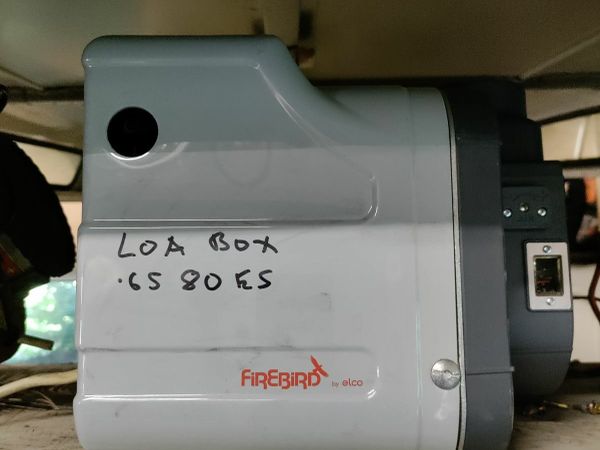 LOA BOX
.65 80 ES
FiREBiRD by elco